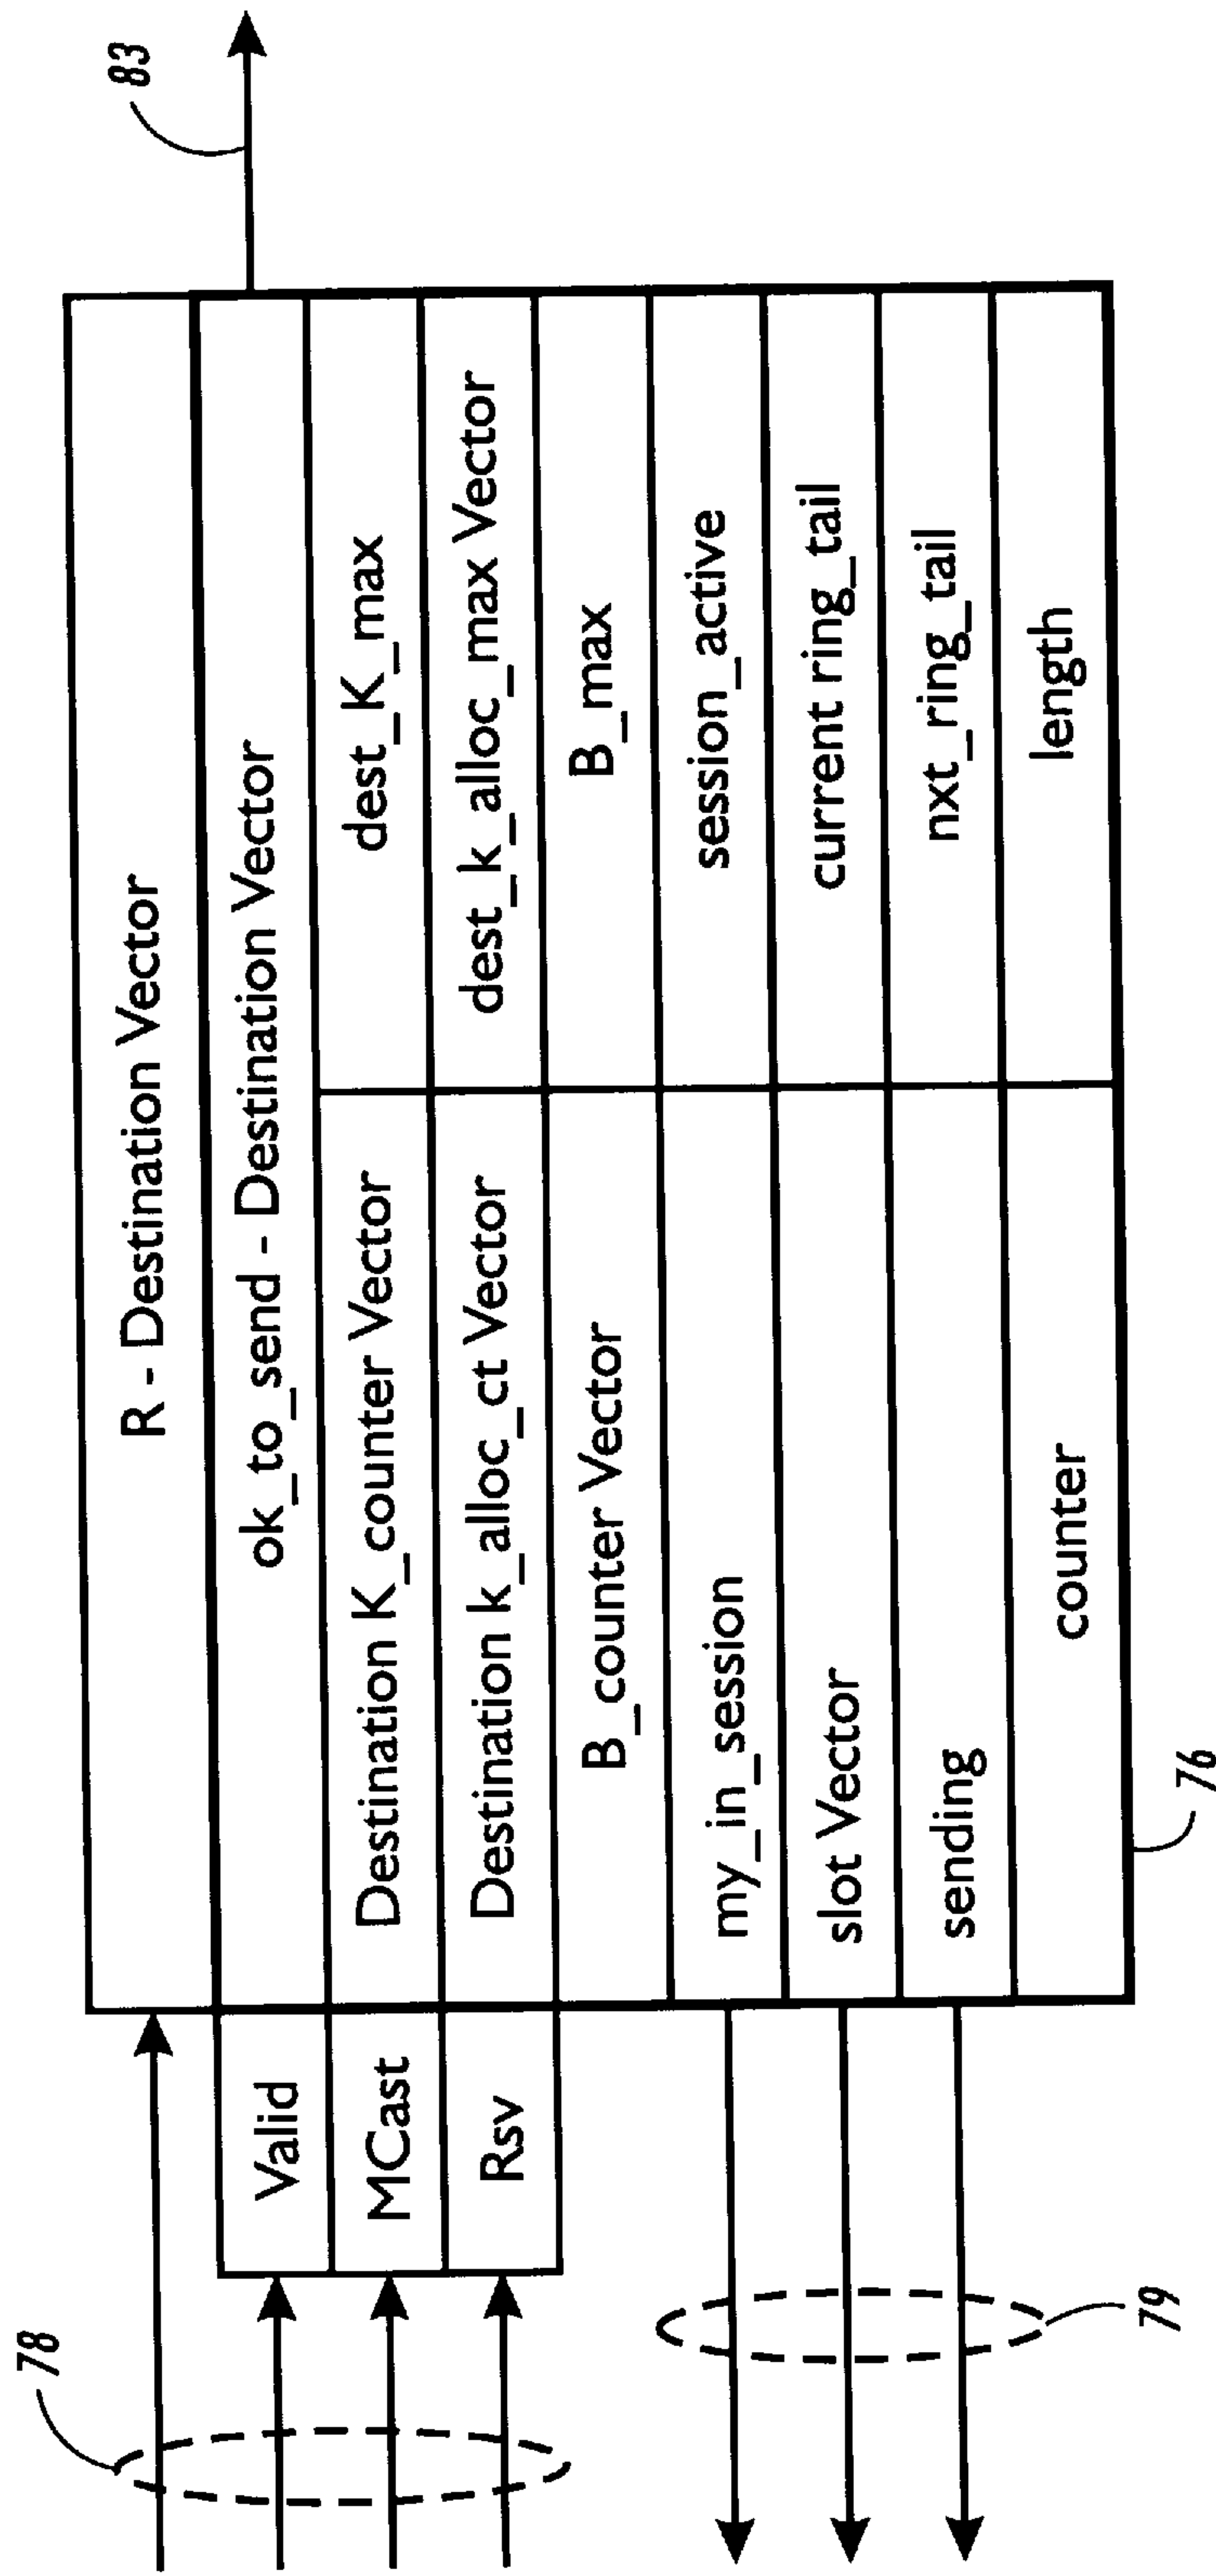 83
R - Destination Vector
ok_to_send - Destination Vector
Valid
Destination K_counter Vector
dest_K_max
MCast
Destination k_alloc_ct Vector
dest_k_alloc_max Vector
Rsv
B_counter Vector
B_max
my_in_session
session_active
slot Vector
current ring_tail
sending
nxt_ring_tail
counter
length
78
79
76